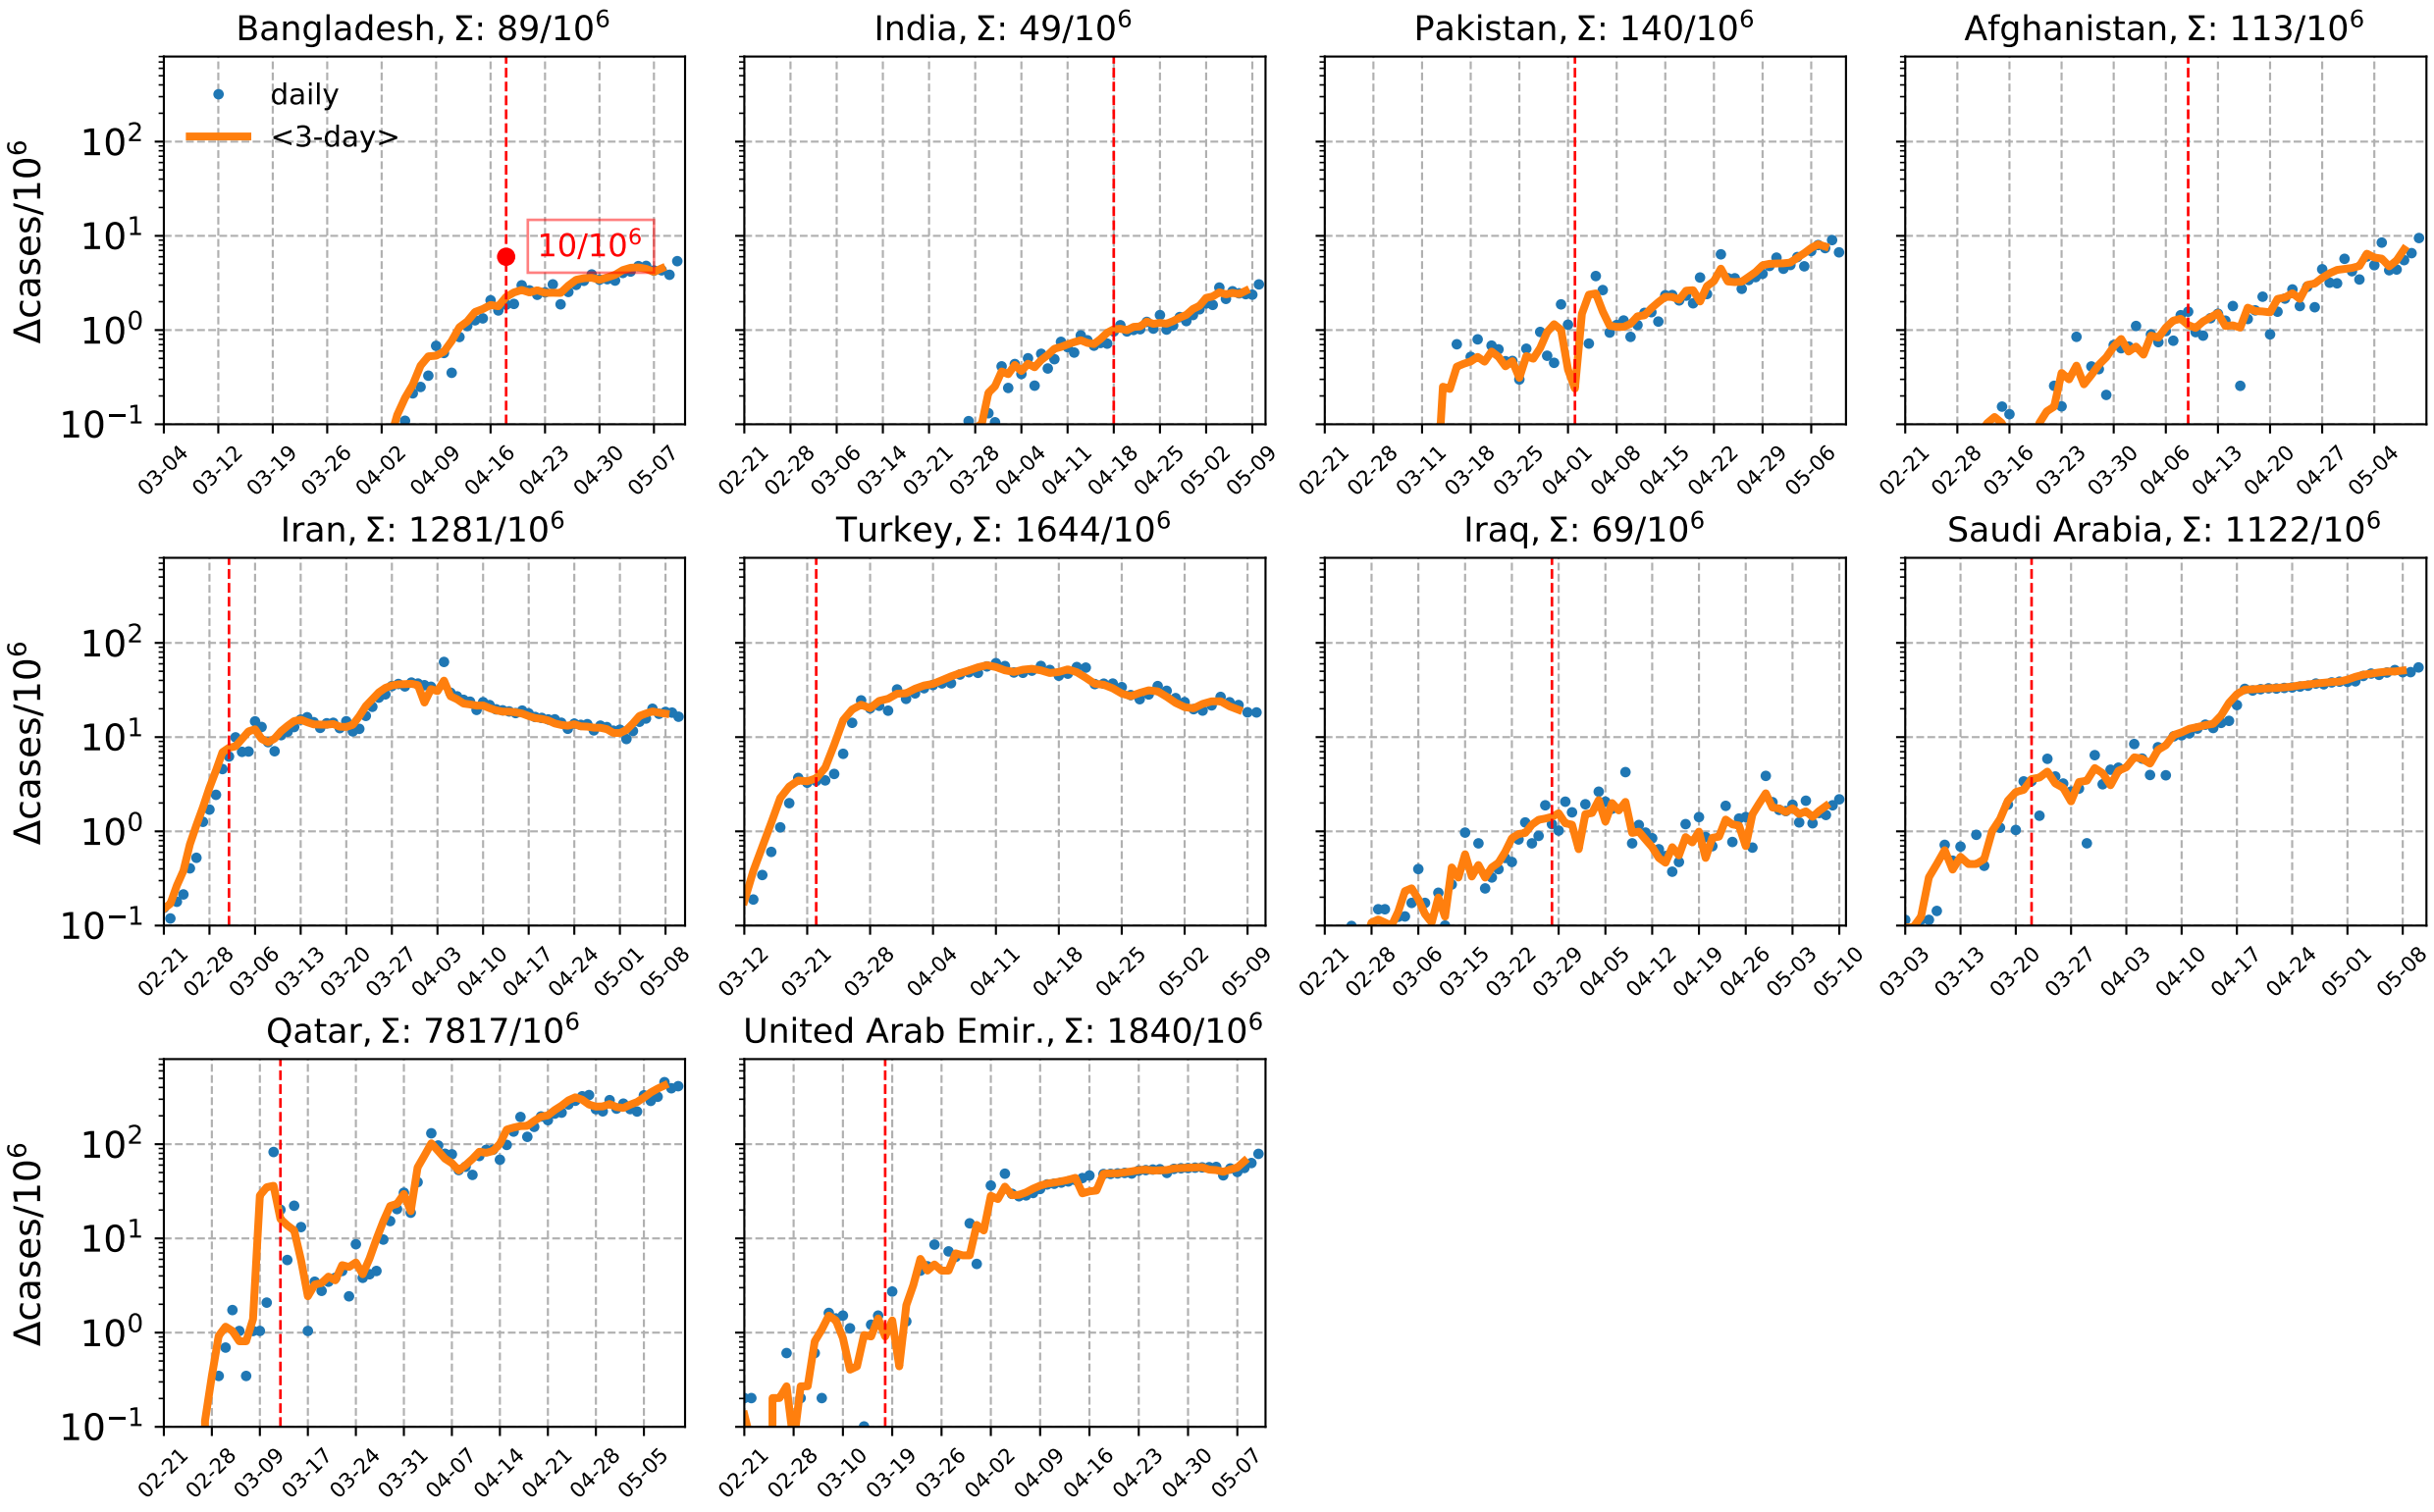 Bangladesh, Σ: 89/10⁶
India, Σ: 49/10⁶
Pakistan, Σ: 140/10⁶
Afghanistan, Σ: 113/10⁶
daily
<3-day>
10/10⁶
Δcases/10⁶
10²
10¹
10⁰
10⁻¹
03-04 03-12 03-19 03-26 04-02 04-09 04-16 04-23 04-30 05-07
02-21 02-28 03-06 03-14 03-21 03-28 04-04 04-11 04-18 04-25 05-02 05-09
02-21 02-28 03-11 03-18 03-25 04-01 04-08 04-15 04-22 04-29 05-06
02-21 02-28 03-16 03-23 03-30 04-06 04-13 04-20 04-27 05-04
Iran, Σ: 1281/10⁶
Turkey, Σ: 1644/10⁶
Iraq, Σ: 69/10⁶
Saudi Arabia, Σ: 1122/10⁶
Δcases/10⁶
10²
10¹
10⁰
10⁻¹
02-21 02-28 03-06 03-13 03-20 03-27 04-03 04-10 04-17 04-24 05-01 05-08
03-12 03-21 03-28 04-04 04-11 04-18 04-25 05-02 05-09
02-21 02-28 03-06 03-15 03-22 03-29 04-05 04-12 04-19 04-26 05-03 05-10
03-03 03-13 03-20 03-27 04-03 04-10 04-17 04-24 05-01 05-08
Qatar, Σ: 7817/10⁶
United Arab Emir., Σ: 1840/10⁶
Δcases/10⁶
10²
10¹
10⁰
10⁻¹
02-21 02-28 03-09 03-17 03-24 03-31 04-07 04-14 04-21 04-28 05-05
02-21 02-28 03-10 03-19 03-26 04-02 04-09 04-16 04-23 04-30 05-07